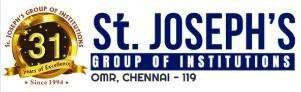 St. JOSEPH'S GROUP OF INSTITUTIONS
31
Years of Excellence
Since 1994
St. JOSEPH'S
GROUP OF INSTITUTIONS
OMR, CHENNAI - 119